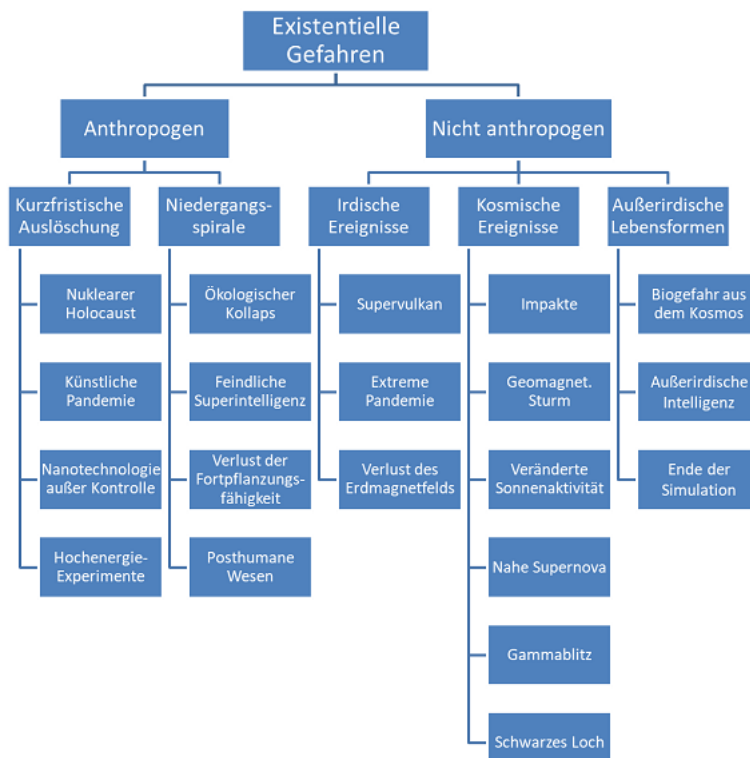 Existentielle
Gefahren
Anthropogen
Nicht anthropogen
Kurzfristische
Auslöschung
Niedergangs-
spirale
Irdische
Ereignisse
Kosmische
Ereignisse
Außerirdische
Lebensformen
Nuklearer
Holocaust
Ökologischer
Kollaps
Supervulkan
Impakte
Biogefahr aus
dem Kosmos
Künstliche
Pandemie
Feindliche
Superintelligenz
Extreme
Pandemie
Geomagnet.
Sturm
Außerirdische
Intelligenz
Nanotechnologie
außer Kontrolle
Verlust der
Fortpflanzungs-
fähigkeit
Verlust des
Erdmagnetfelds
Veränderte
Sonnenaktivität
Ende der
Simulation
Hochenergie-
Experimente
Posthumane
Wesen
Nahe Supernova
Gammablitz
Schwarzes Loch